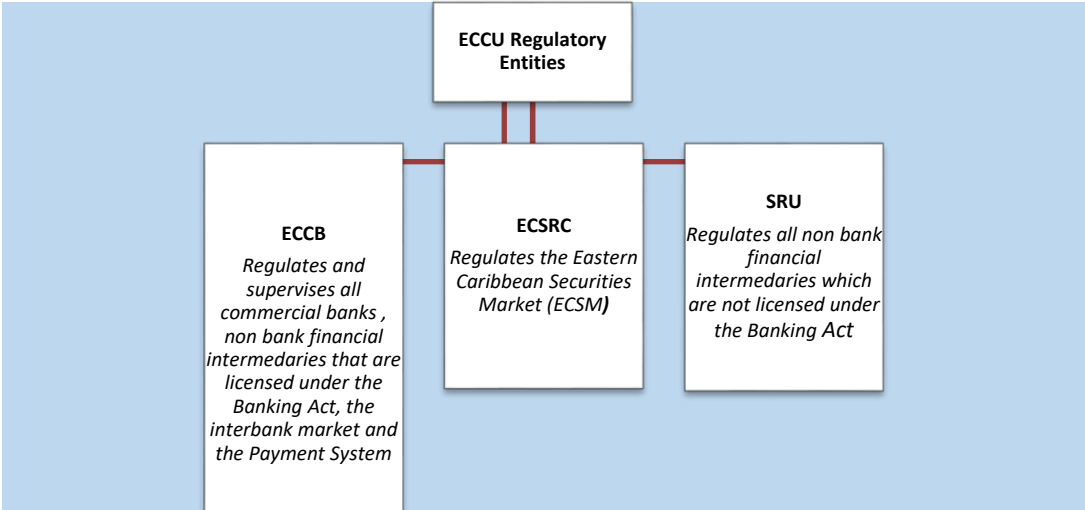 ECCU Regulatory
Entities
ECCB
Regulates and
supervises all
commercial banks ,
non bank financial
intermedaries that are
licensed under the
Banking Act, the
interbank market and
the Payment System
ECSRC
Regulates the Eastern
Caribbean Securities
Market (ECSM)
SRU
Regulates all non bank
financial
intermedaries which
are not licensed under
the Banking Act